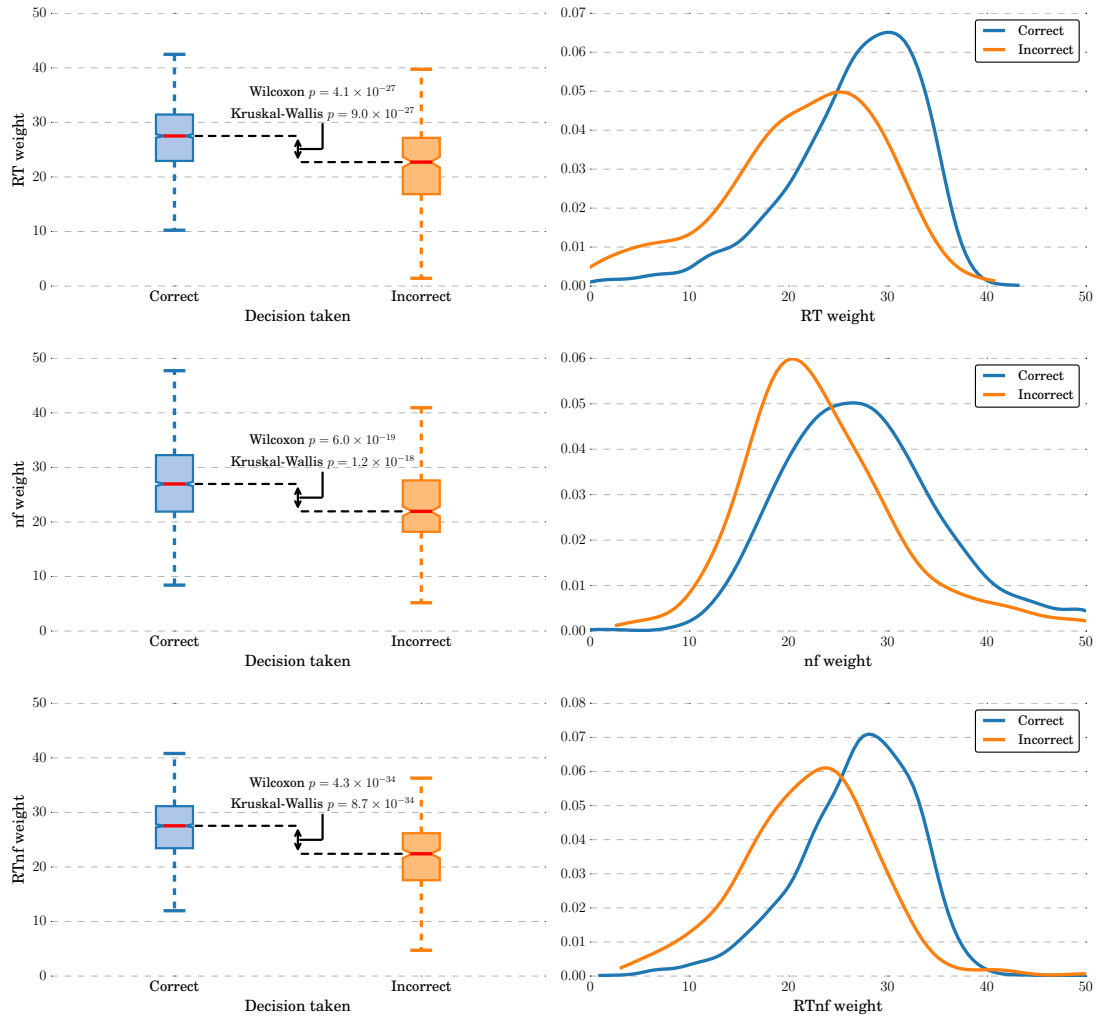 50
40
30
20
10
0
RT weight
Wilcoxon p = 4.1 × 10⁻²⁷
Kruskal-Wallis p = 9.0 × 10⁻²⁷
Correct
Incorrect
Decision taken
0.07
0.06
0.05
0.04
0.03
0.02
0.01
0.00
Correct
Incorrect
0
10
20
30
40
50
RT weight
50
40
30
20
10
0
nf weight
Wilcoxon p = 6.0 × 10⁻¹⁹
Kruskal-Wallis p = 1.2 × 10⁻¹⁸
Correct
Incorrect
Decision taken
0.06
0.05
0.04
0.03
0.02
0.01
0.00
Correct
Incorrect
0
10
20
30
40
50
nf weight
50
40
30
20
10
0
RTnf weight
Wilcoxon p = 4.3 × 10⁻³⁴
Kruskal-Wallis p = 8.7 × 10⁻³⁴
Correct
Incorrect
Decision taken
0.08
0.07
0.06
0.05
0.04
0.03
0.02
0.01
0.00
Correct
Incorrect
0
10
20
30
40
50
RTnf weight